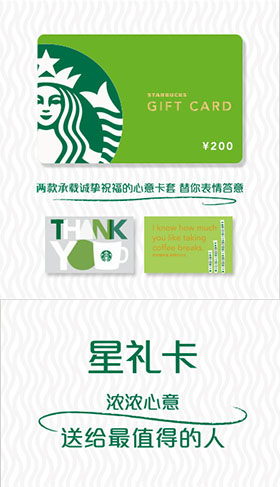 STARBUCKS
GIFT CARD
¥200
两款承载诚挚祝福的心意卡套 替你表情答意
THANK
YOU
I know how much
you like taking
coffee breaks.
星礼卡
浓浓心意
送给最值得的人